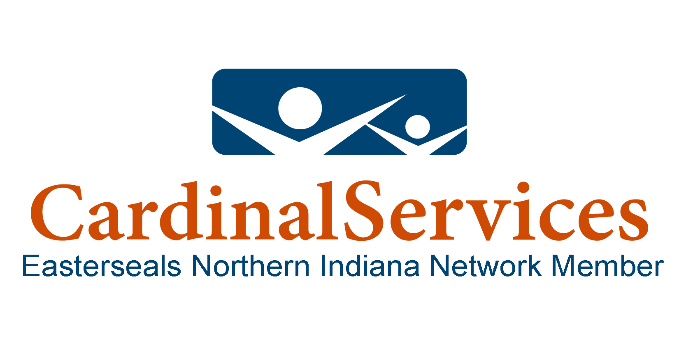 CardinalServices
Easterseals Northern Indiana Network Member